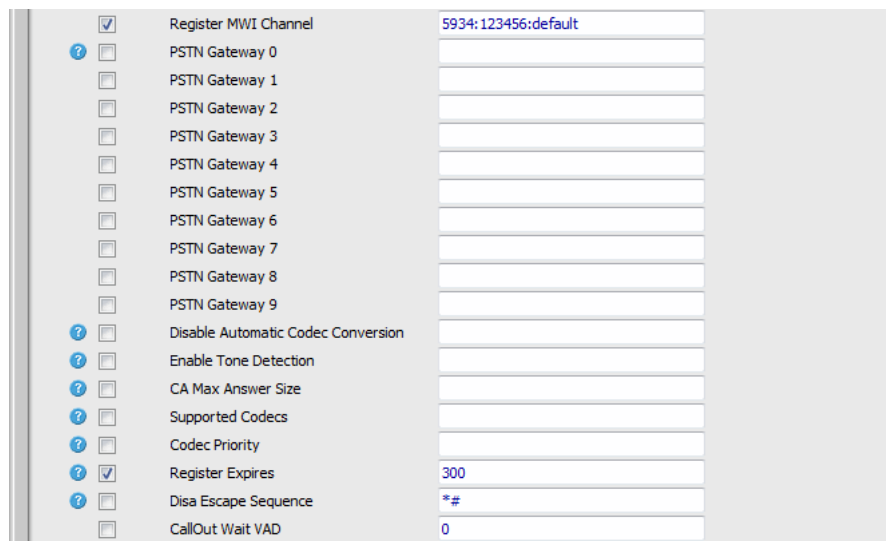 Register MWI Channel 5934:123456:default
? PSTN Gateway 0
PSTN Gateway 1
PSTN Gateway 2
PSTN Gateway 3
PSTN Gateway 4
PSTN Gateway 5
PSTN Gateway 6
PSTN Gateway 7
PSTN Gateway 8
PSTN Gateway 9
? Disable Automatic Codec Conversion
? Enable Tone Detection
? CA Max Answer Size
? Supported Codecs
? Codec Priority
? Register Expires 300
? Disa Escape Sequence *#
CallOut Wait VAD 0